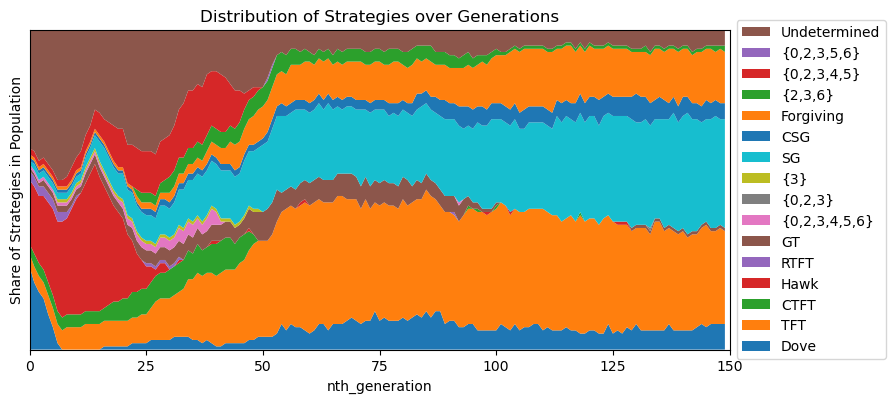 Distribution of Strategies over Generations
Share of Strategies in Population
0 25 50 75 100 125 150
nth_generation
Undetermined
{0,2,3,5,6}
{0,2,3,4,5}
{2,3,6}
Forgiving
CSG
SG
{3}
{0,2,3}
{0,2,3,4,5,6}
GT
RTFT
Hawk
CTFT
TFT
Dove